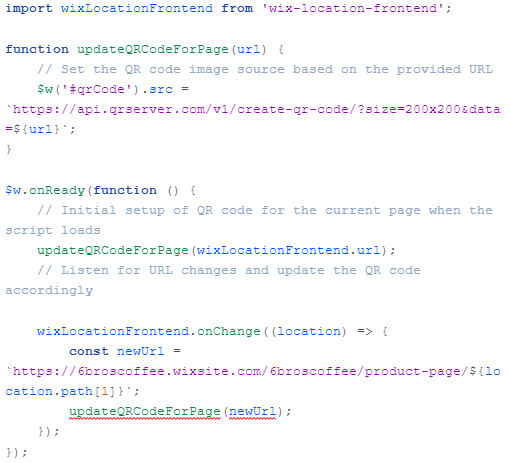 import wixLocationFrontend from 'wix-location-frontend';

function updateQRCodeForPage(url) {
    // Set the QR code image source based on the provided URL
    $w('#qrCode').src =
`https://api.qrserver.com/v1/create-qr-code/?size=200x200&data
=${url}`;
}

$w.onReady(function () {
    // Initial setup of QR code for the current page when the
script loads
    updateQRCodeForPage(wixLocationFrontend.url);
    // Listen for URL changes and update the QR code
accordingly

    wixLocationFrontend.onChange((location) => {
        const newUrl =
`https://6broscoffee.wixsite.com/6broscoffee/product-page/${lo
cation.path[1]}`;
        updateQRCodeForPage(newUrl);
    });
});